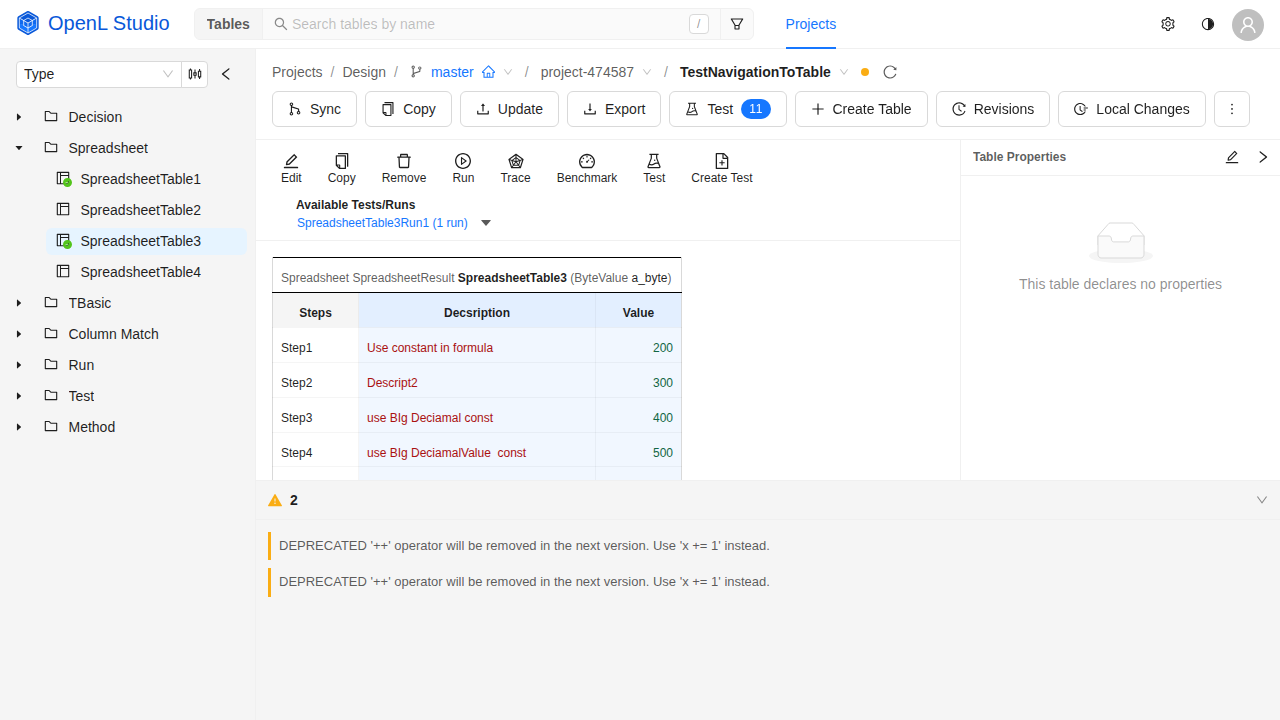 OpenL Studio
Tables
Search tables by name
/
Projects
Type
Decision
Spreadsheet
SpreadsheetTable1
SpreadsheetTable2
SpreadsheetTable3
SpreadsheetTable4
TBasic
Column Match
Run
Test
Method
Projects / Design / master / project-474587 / TestNavigationToTable
Sync
Copy
Update
Export
Test 11
Create Table
Revisions
Local Changes
Edit
Copy
Remove
Run
Trace
Benchmark
Test
Create Test
Available Tests/Runs
SpreadsheetTable3Run1 (1 run)
Spreadsheet SpreadsheetResult SpreadsheetTable3 (ByteValue a_byte)
Steps Decsription Value
Step1 Use constant in formula 200
Step2 Descript2 300
Step3 use BIg Deciamal const 400
Step4 use BIg DeciamalValue  const 500
Table Properties
This table declares no properties
2
DEPRECATED '++' operator will be removed in the next version. Use 'x += 1' instead.
DEPRECATED '++' operator will be removed in the next version. Use 'x += 1' instead.